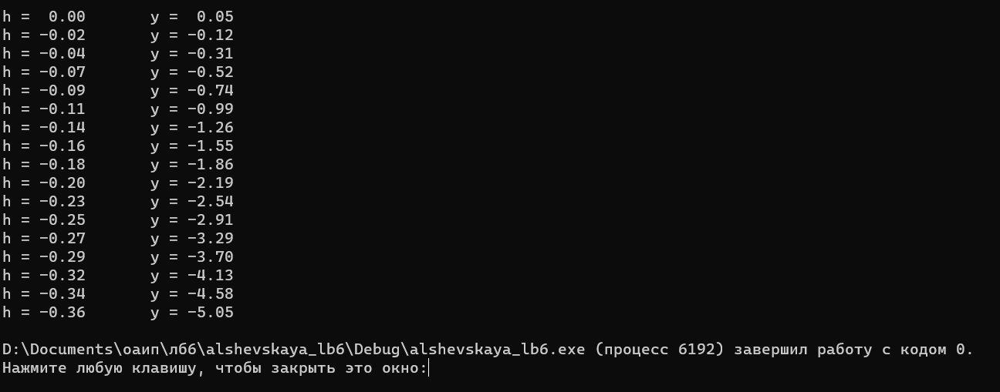 h =  0.00       y =  0.05
h = -0.02       y = -0.12
h = -0.04       y = -0.31
h = -0.07       y = -0.52
h = -0.09       y = -0.74
h = -0.11       y = -0.99
h = -0.14       y = -1.26
h = -0.16       y = -1.55
h = -0.18       y = -1.86
h = -0.20       y = -2.19
h = -0.23       y = -2.54
h = -0.25       y = -2.91
h = -0.27       y = -3.29
h = -0.29       y = -3.70
h = -0.32       y = -4.13
h = -0.34       y = -4.58
h = -0.36       y = -5.05
D:\Documents\оаип\лб6\alshevskaya_lb6\Debug\alshevskaya_lb6.exe (процесс 6192) завершил работу с кодом 0.
Нажмите любую клавишу, чтобы закрыть это окно: